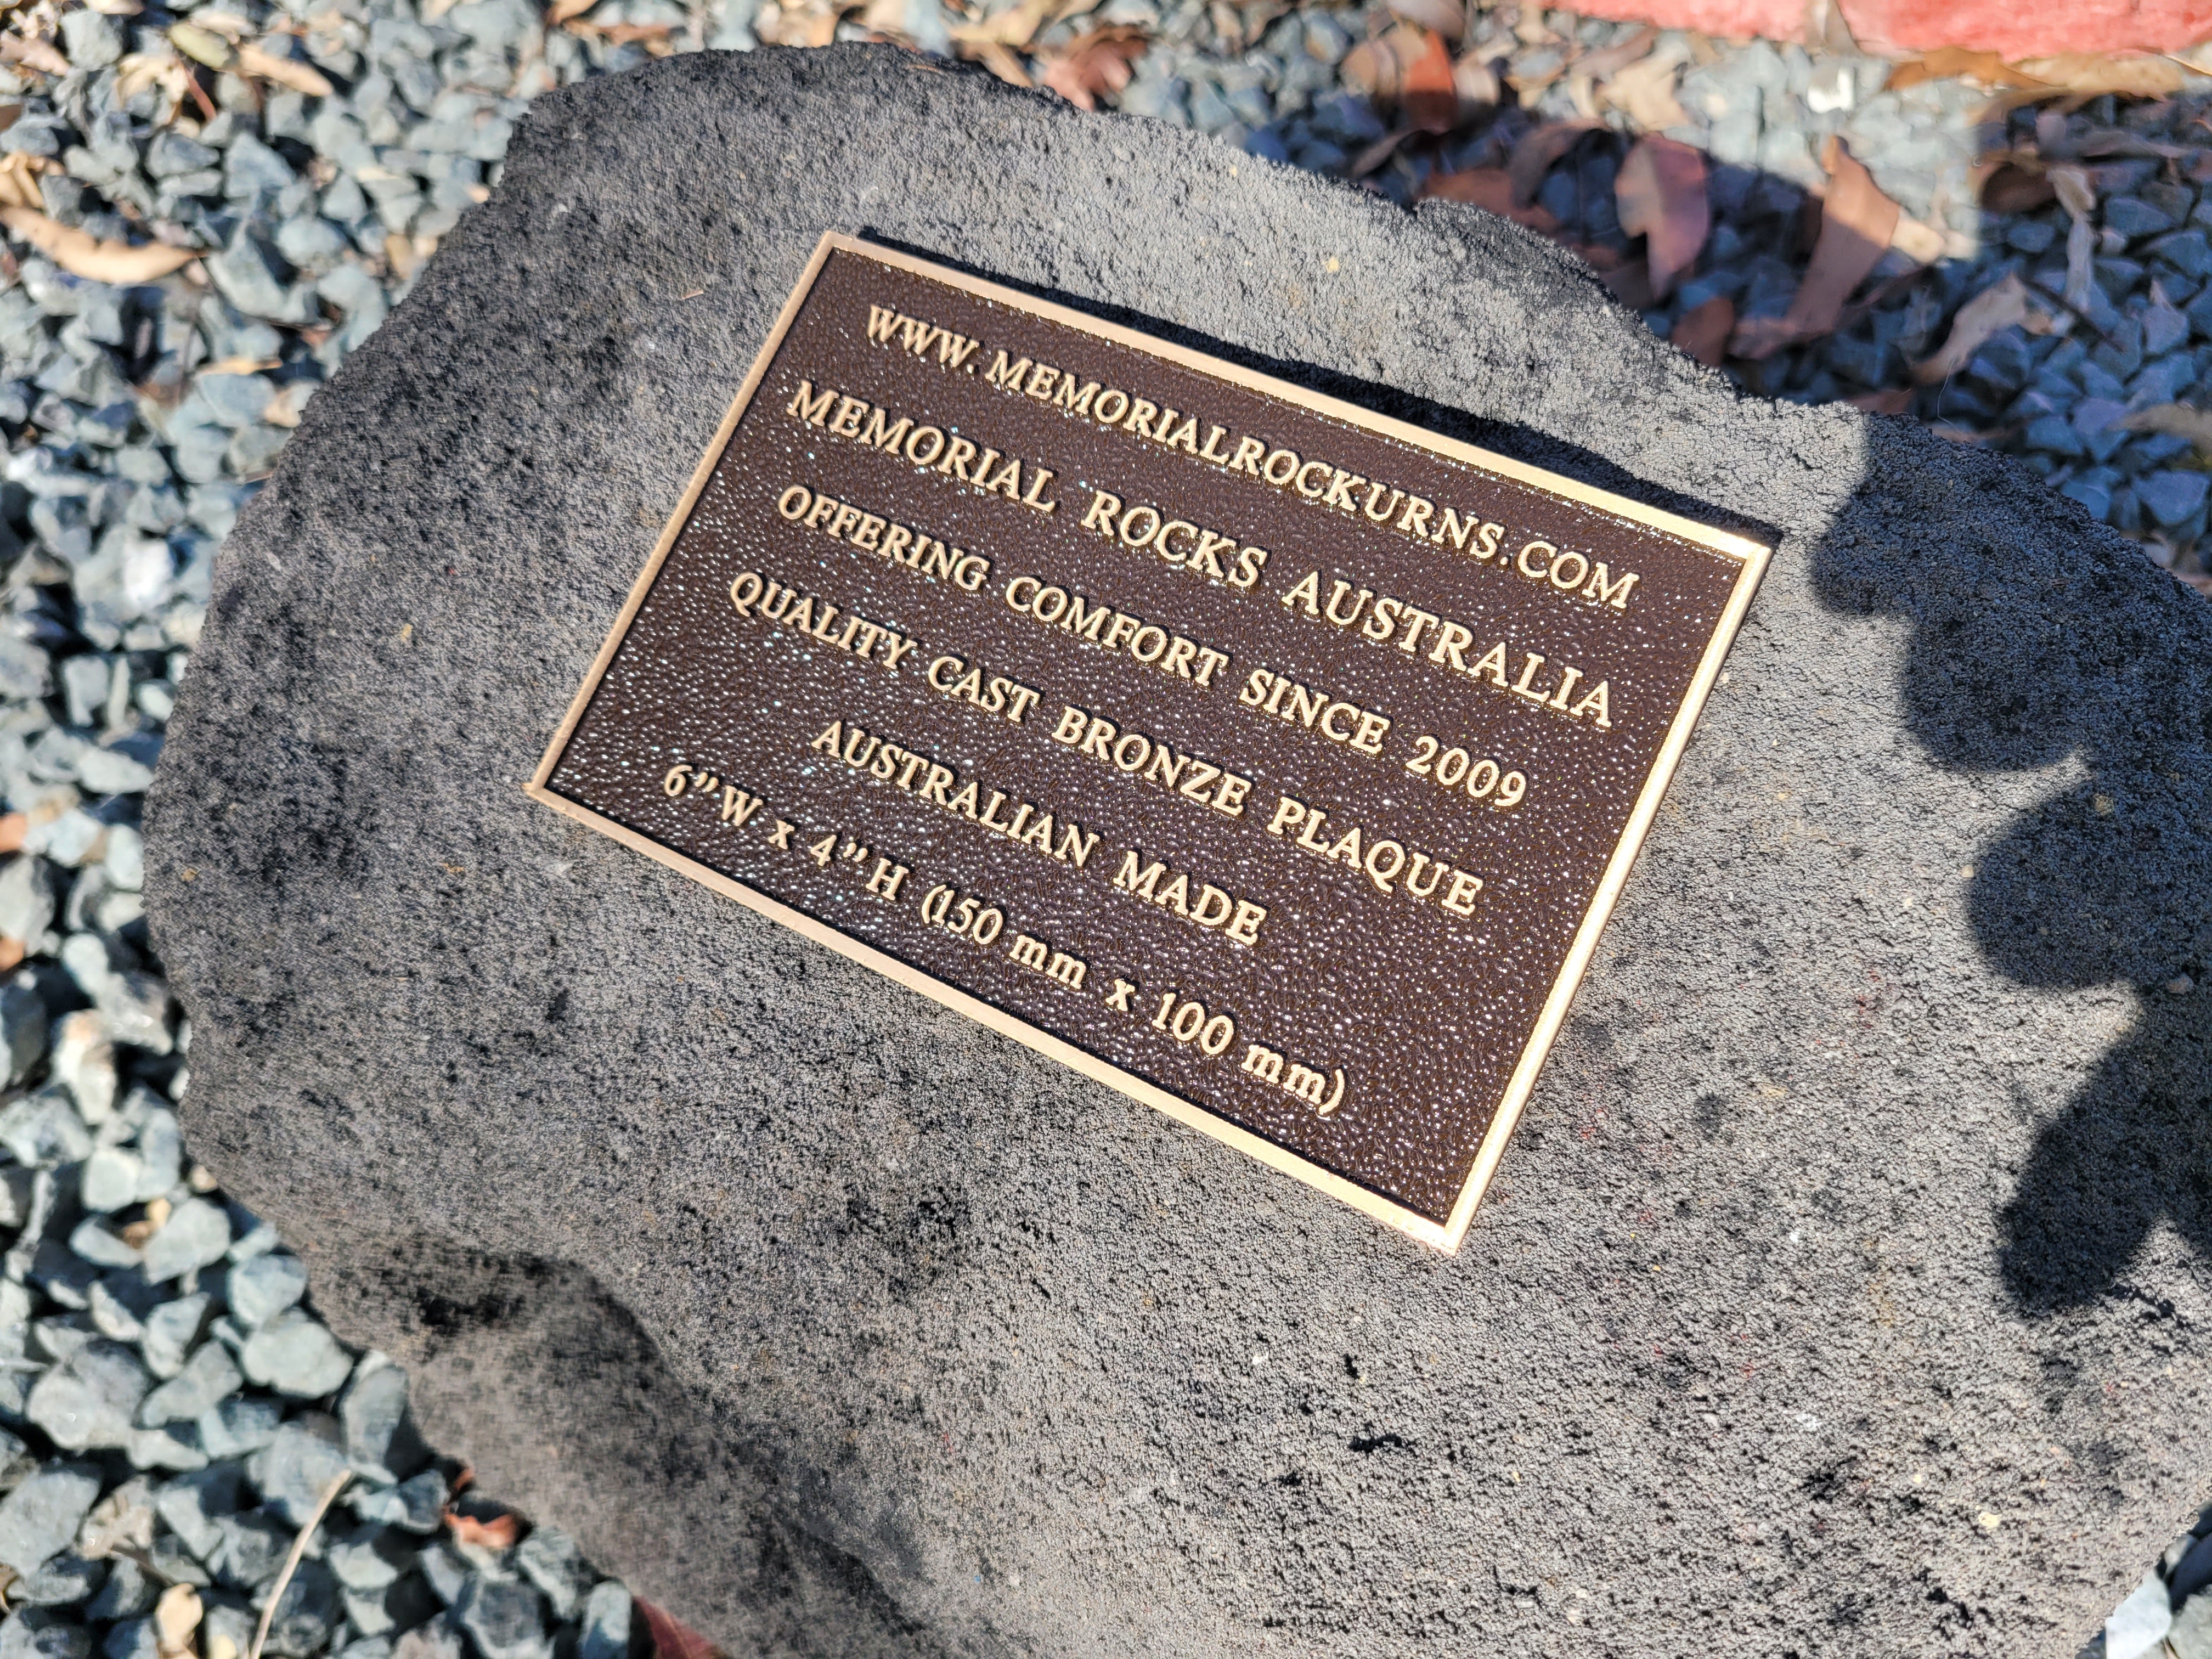 WWW.MEMORIALROCKURNS.COM
MEMORIAL ROCKS AUSTRALIA
OFFERING COMFORT SINCE 2009
QUALITY CAST BRONZE PLAQUE
AUSTRALIAN MADE
6”W x 4”H (150 mm x 100 mm)